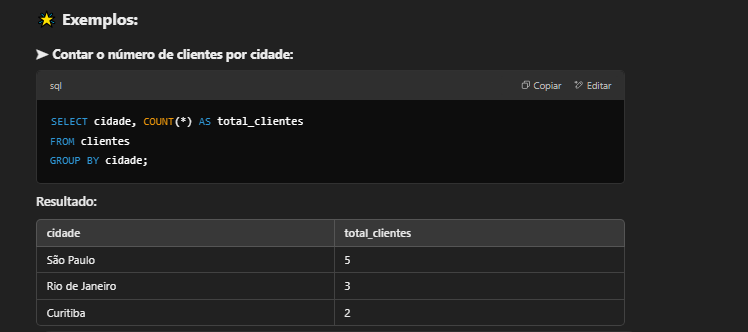 ⭐ Exemplos:
➤ Contar o número de clientes por cidade:
sql Copiar Editar
SELECT cidade, COUNT(*) AS total_clientes
FROM clientes
GROUP BY cidade;
Resultado:
cidade total_clientes
São Paulo 5
Rio de Janeiro 3
Curitiba 2